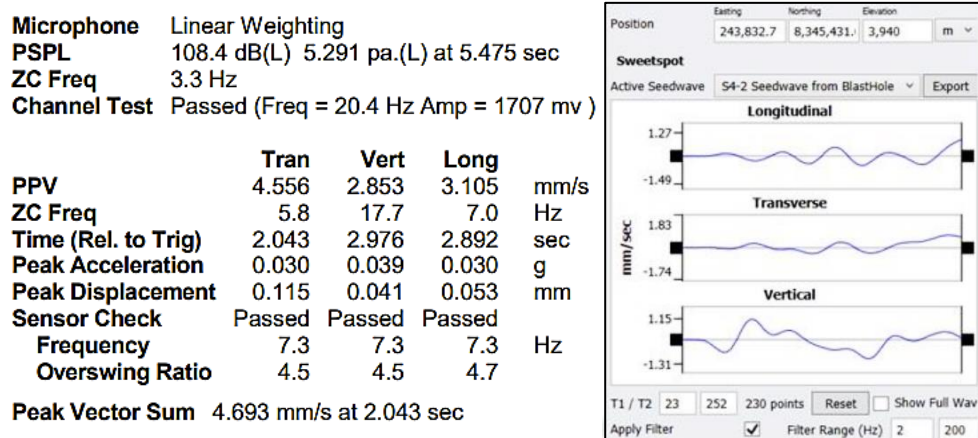 Microphone Linear Weighting
PSPL 108.4 dB(L) 5.291 pa.(L) at 5.475 sec
ZC Freq 3.3 Hz
Channel Test Passed (Freq = 20.4 Hz Amp = 1707 mv )
Tran Vert Long
PPV 4.556 2.853 3.105 mm/s
ZC Freq 5.8 17.7 7.0 Hz
Time (Rel. to Trig) 2.043 2.976 2.892 sec
Peak Acceleration 0.030 0.039 0.030 g
Peak Displacement 0.115 0.041 0.053 mm
Sensor Check Passed Passed Passed
Frequency 7.3 7.3 7.3 Hz
Overswing Ratio 4.5 4.5 4.7
Peak Vector Sum 4.693 mm/s at 2.043 sec
Easting Northing Elevation
Position 243,832.7 8,345,431. 3,940 m
Sweetspot
Active Seedwave S4-2 Seedwave from BlastHole Export
Longitudinal
1.27
-1.49
Transverse
1.83
mm/sec
-1.74
Vertical
1.15
-1.31
T1 / T2 23 252 230 points Reset Show Full Wav
Apply Filter Filter Range (Hz) 2 200